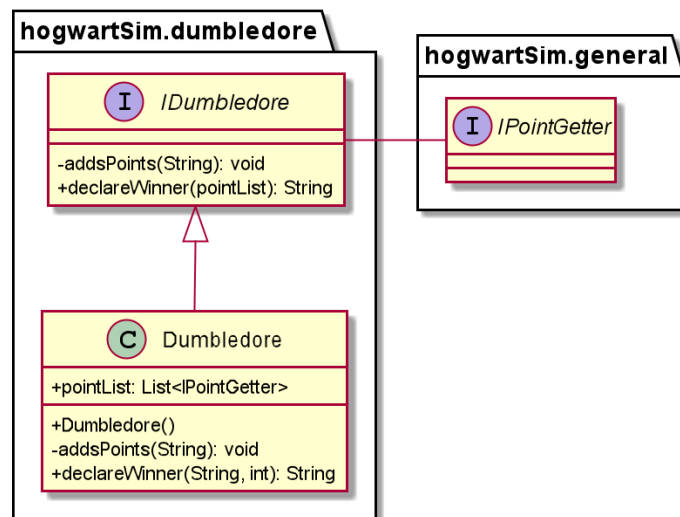 hogwartSim.dumbledore
I IDumbledore
-addsPoints(String): void
+declareWinner(pointList): String
hogwartSim.general
I IPointGetter
C Dumbledore
+pointList: List<IPointGetter>
+Dumbledore()
-addsPoints(String): void
+declareWinner(String, int): String